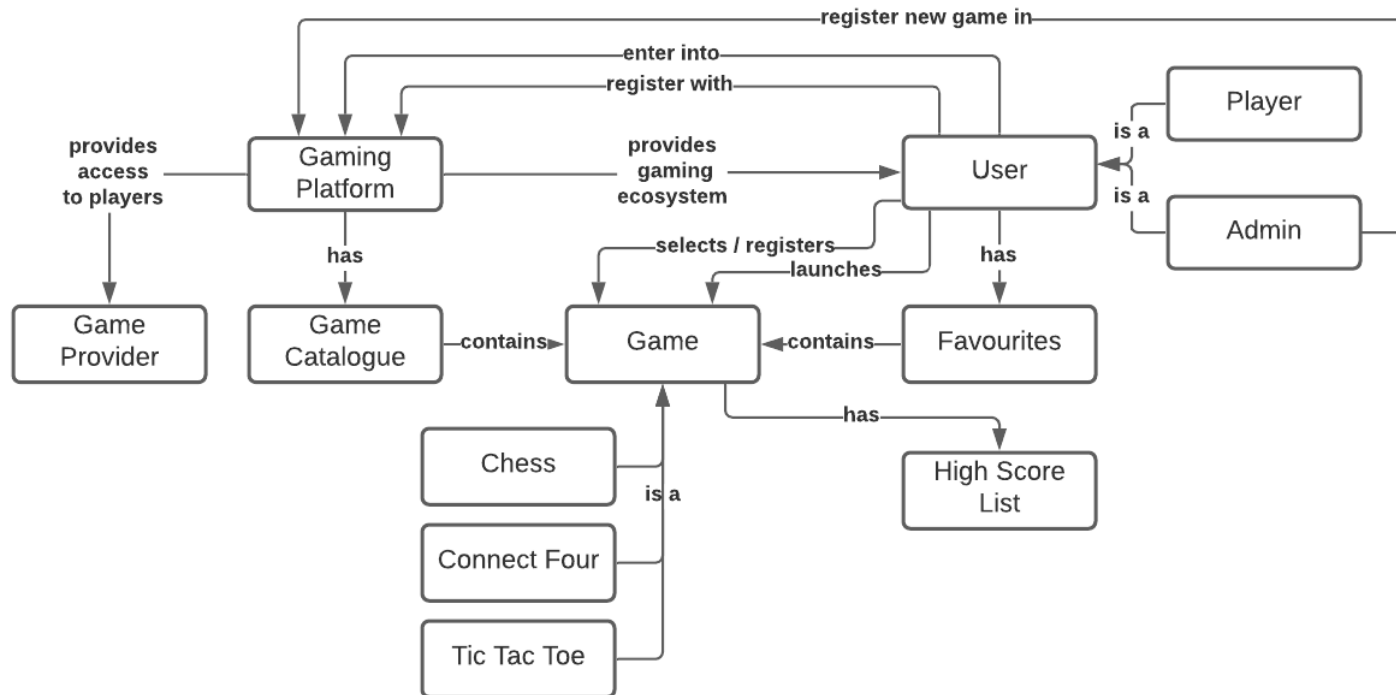 register new game in
enter into
register with
Player
is a
provides
access
to players
Gaming
Platform
provides
gaming
ecosystem
User
is a
Admin
selects / registers
launches
has
has
Game
Provider
Game
Catalogue
contains
Game
contains
Favourites
has
Chess
High Score
List
is a
Connect Four
Tic Tac Toe